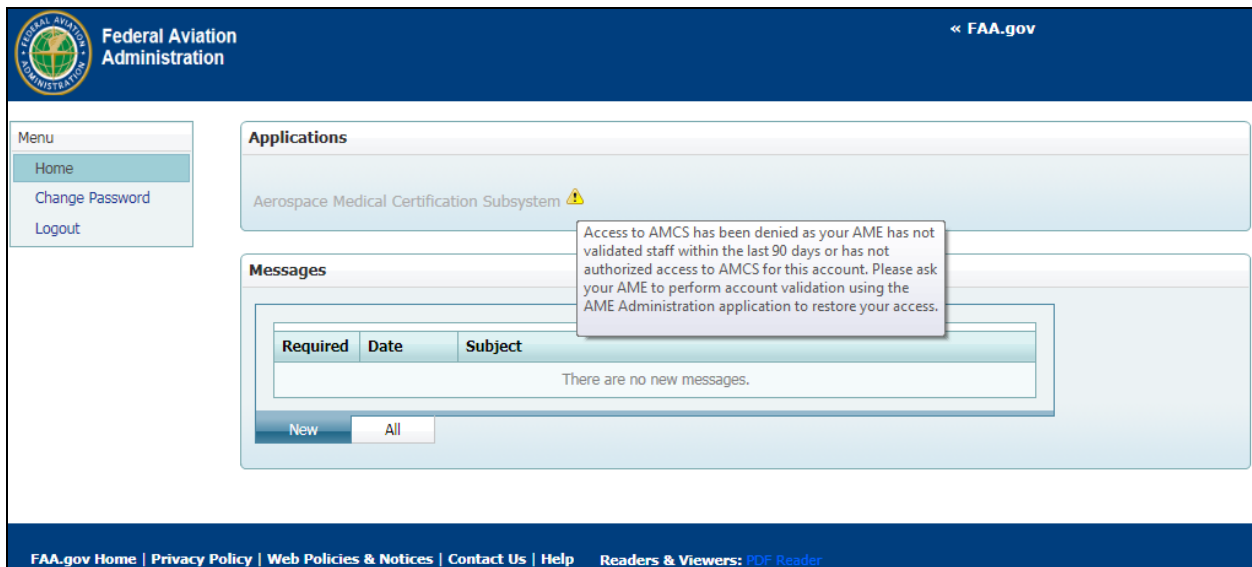 FEDERAL AVIATION ADMINISTRATION
Federal Aviation
Administration
« FAA.gov
Menu
Home
Change Password
Logout
Applications
Aerospace Medical Certification Subsystem
Access to AMCS has been denied as your AME has not
validated staff within the last 90 days or has not
authorized access to AMCS for this account. Please ask
your AME to perform account validation using the
AME Administration application to restore your access.
Messages
Required Date Subject
There are no new messages.
New All
FAA.gov Home | Privacy Policy | Web Policies & Notices | Contact Us | Help Readers & Viewers: PDF Reader